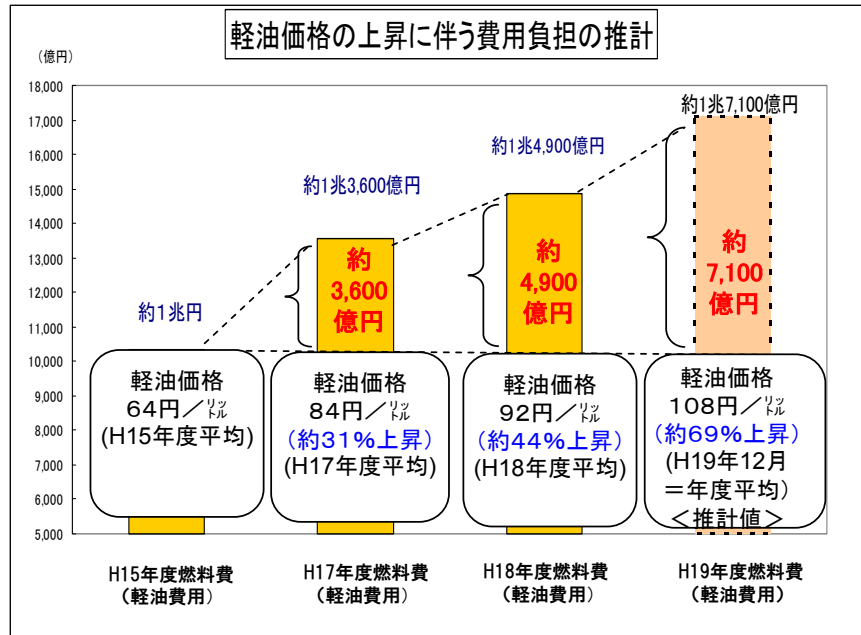 軽油価格の上昇に伴う費用負担の推計
（億円）
18,000
17,000
16,000
15,000
14,000
13,000
12,000
11,000
10,000
9,000
8,000
7,000
6,000
5,000
約1兆円
約1兆3,600億円
約1兆4,900億円
約1兆7,100億円
約
3,600
億円
約
4,900
億円
約
7,100
億円
軽油価格
64円／リットル
(H15年度平均)
軽油価格
84円／リットル
(約31%上昇)
(H17年度平均)
軽油価格
92円／リットル
(約44%上昇)
(H18年度平均)
軽油価格
108円／リットル
(約69%上昇)
(H19年12月
＝年度平均)
＜推計値＞
H15年度燃料費
（軽油費用）
H17年度燃料費
（軽油費用）
H18年度燃料費
（軽油費用）
H19年度燃料費
（軽油費用）